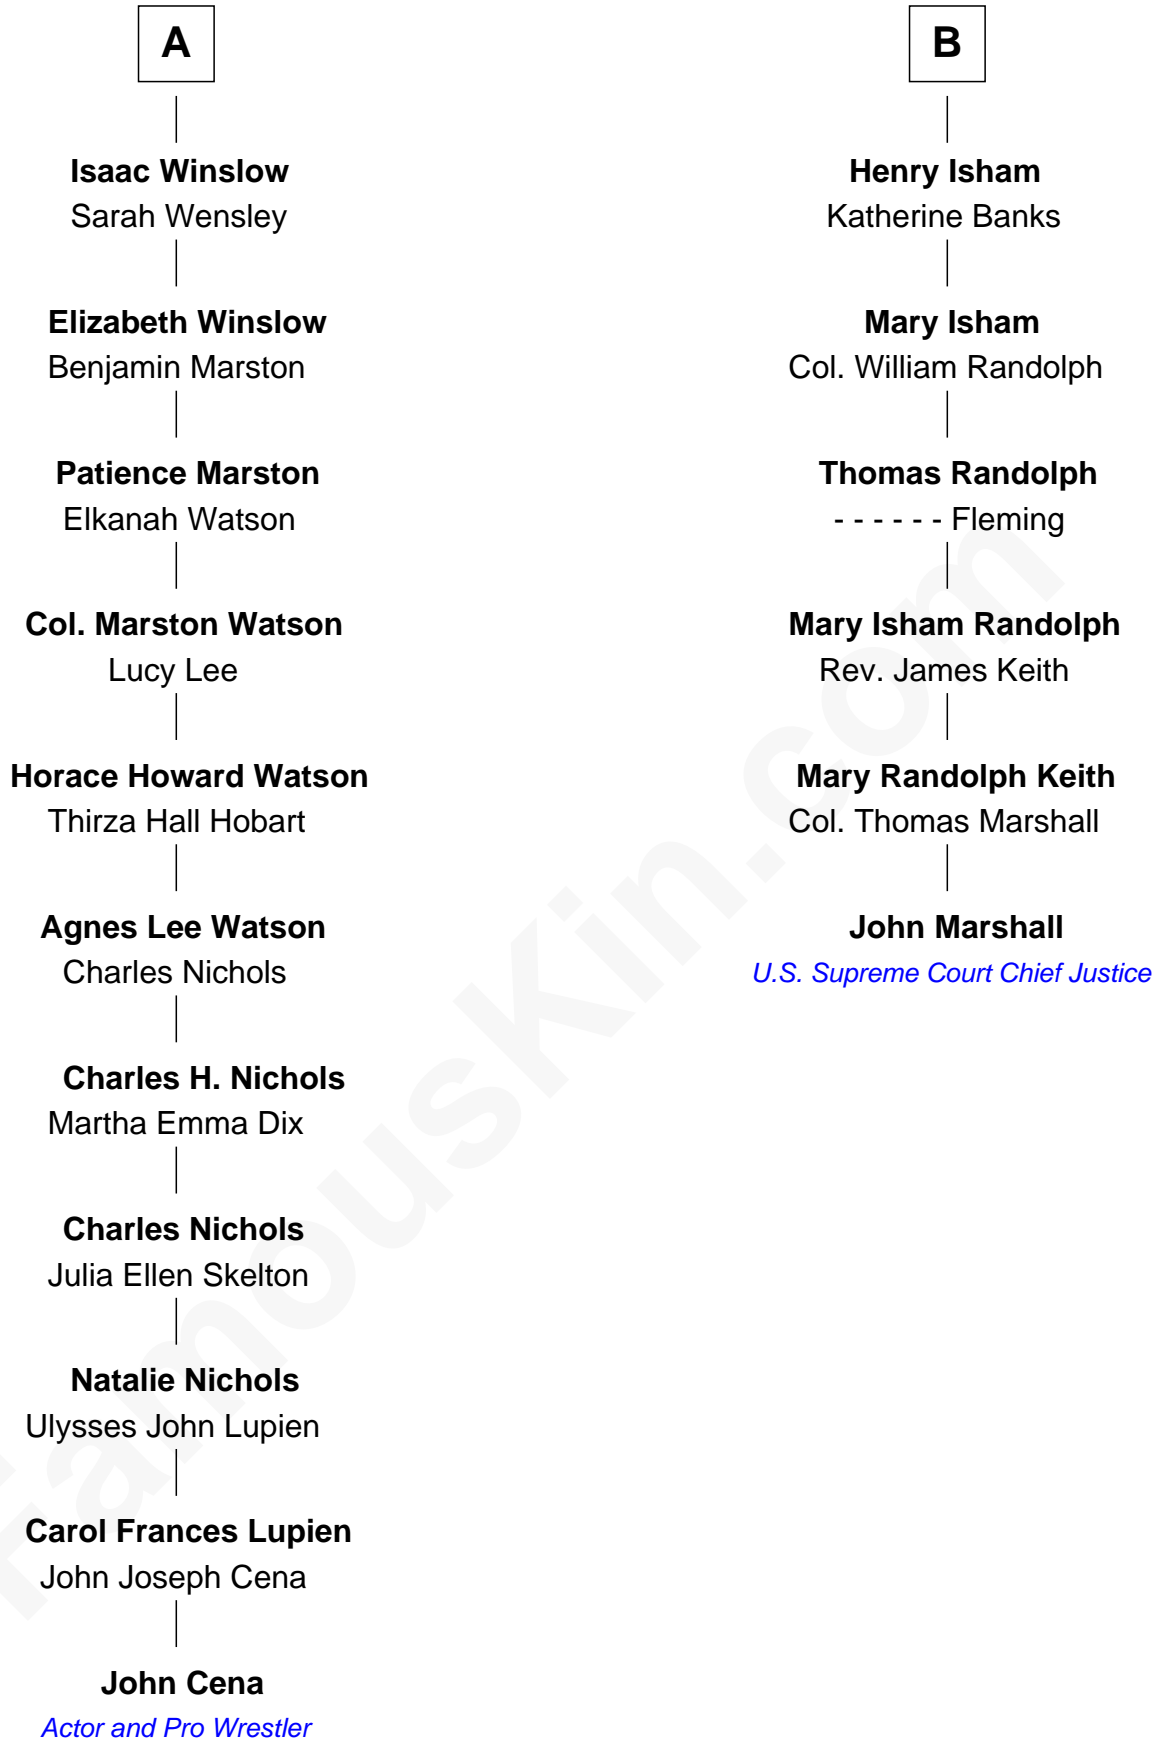 A
Isaac Winslow
Sarah Wensley
Elizabeth Winslow
Benjamin Marston
Patience Marston
Elkanah Watson
Col. Marston Watson
Lucy Lee
Horace Howard Watson
Thirza Hall Hobart
Agnes Lee Watson
Charles Nichols
Charles H. Nichols
Martha Emma Dix
Charles Nichols
Julia Ellen Skelton
Natalie Nichols
Ulysses John Lupien
Carol Frances Lupien
John Joseph Cena
John Cena
Actor and Pro Wrestler
B
Henry Isham
Katherine Banks
Mary Isham
Col. William Randolph
Thomas Randolph
- - - - - - Fleming
Mary Isham Randolph
Rev. James Keith
Mary Randolph Keith
Col. Thomas Marshall
John Marshall
U.S. Supreme Court Chief Justice
FamousKin.com